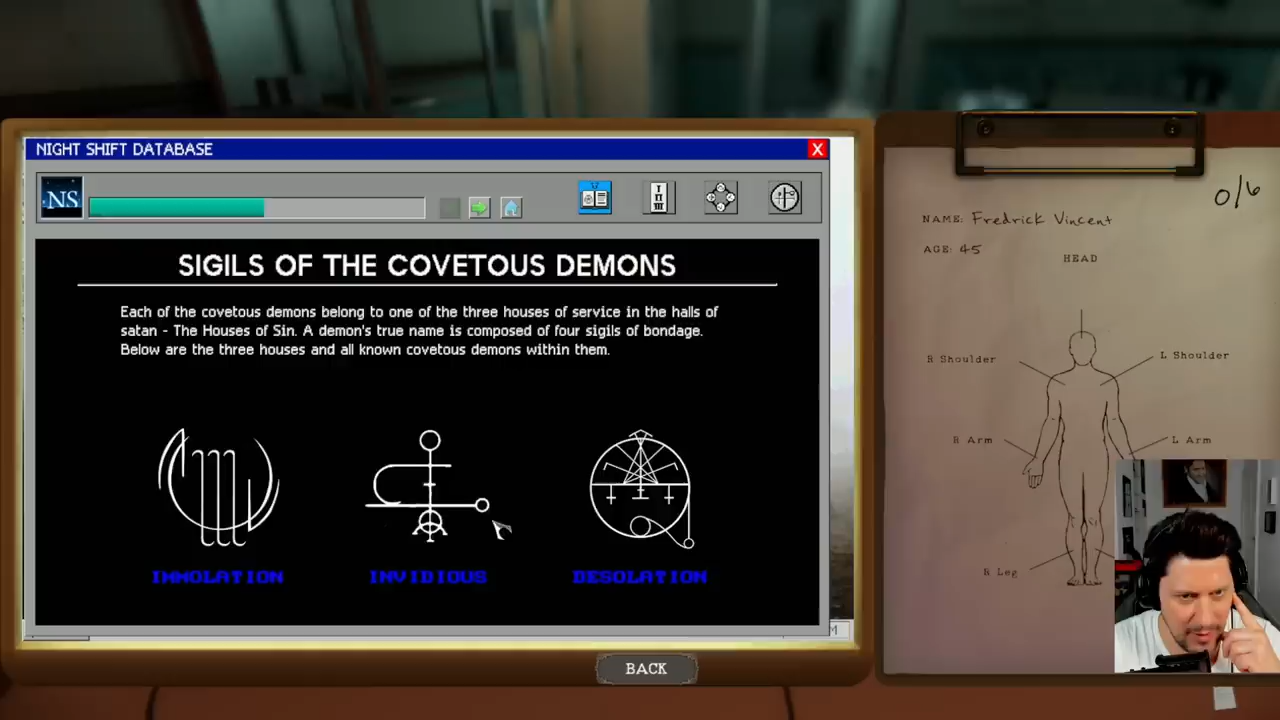 NIGHT SHIFT DATABASE
X
NS
SIGILS OF THE COVETOUS DEMONS
Each of the covetous demons belong to one of the three houses of service in the halls of
satan - The Houses of Sin. A demon's true name is composed of four sigils of bondage.
Below are the three houses and all known covetous demons within them.
IMMOLATION
INVIDIOUS
DESOLATION
BACK
0/6
NAME: Fredrick Vincent
AGE: 45
HEAD
R Shoulder
L Shoulder
R Arm
L Arm
R Leg